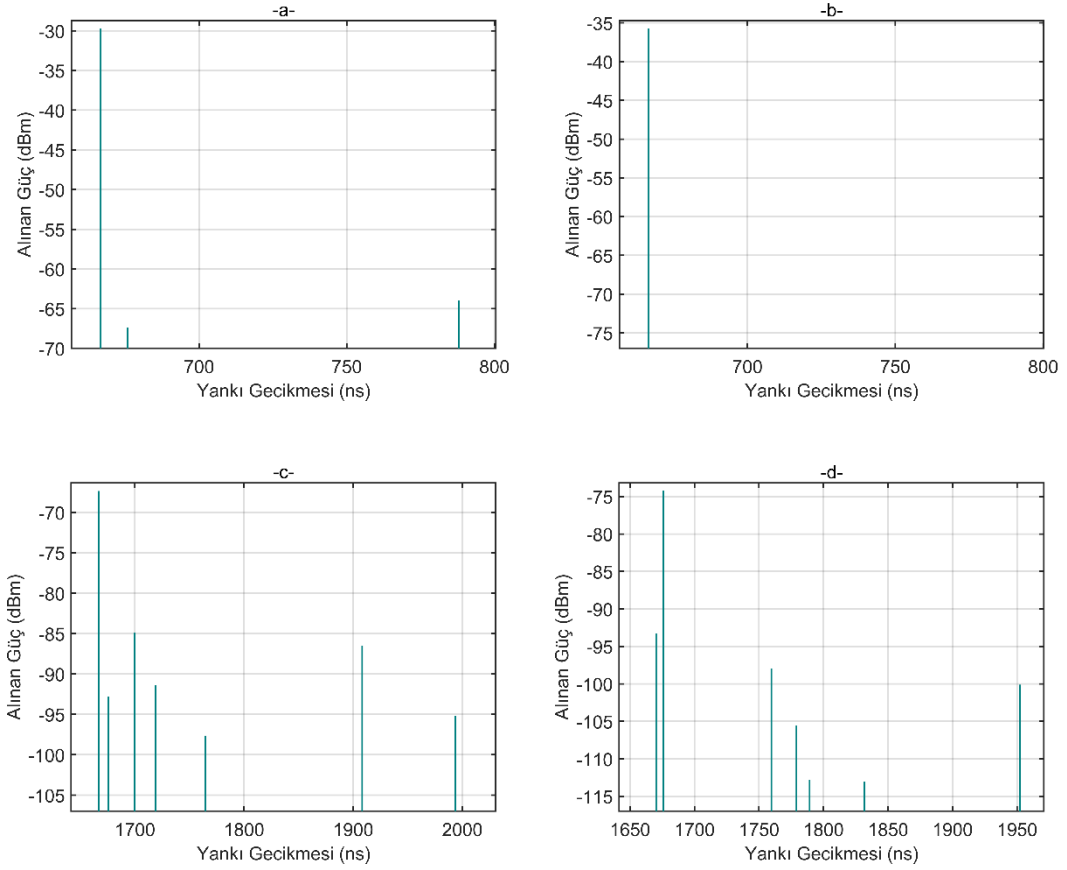 -a-
-30
-35
-40
-45
-50
-55
-60
-65
-70
Alınan Güç (dBm)
700 750 800
Yankı Gecikmesi (ns)
-b-
-35
-40
-45
-50
-55
-60
-65
-70
-75
Alınan Güç (dBm)
700 750 800
Yankı Gecikmesi (ns)
-c-
-70
-75
-80
-85
-90
-95
-100
-105
Alınan Güç (dBm)
1700 1800 1900 2000
Yankı Gecikmesi (ns)
-d-
-75
-80
-85
-90
-95
-100
-105
-110
-115
Alınan Güç (dBm)
1650 1700 1750 1800 1850 1900 1950
Yankı Gecikmesi (ns)